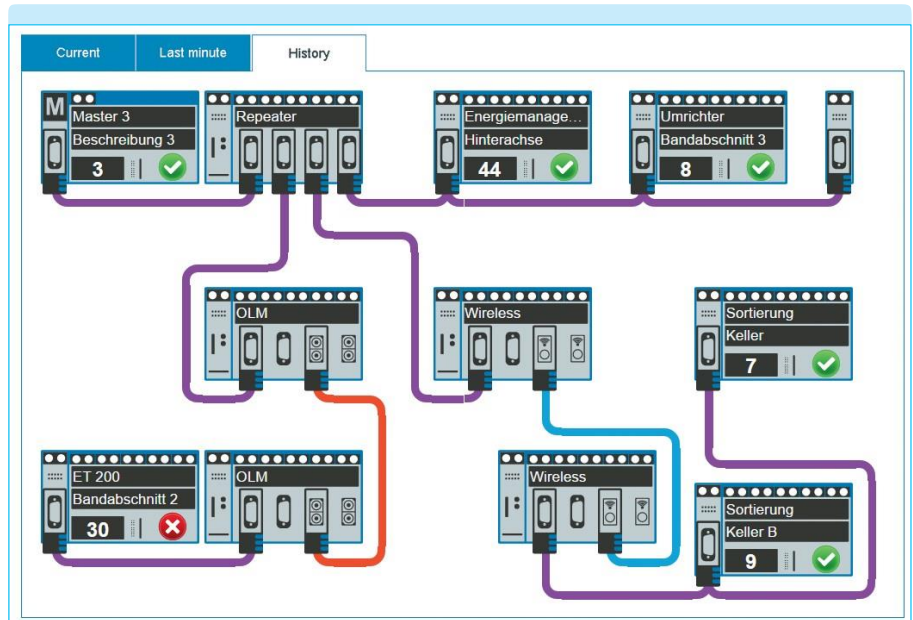 Current
Last minute
History
M
Master 3
Beschreibung 3
3
Repeater
Energiemanage...
Hinterachse
44
Umrichter
Bandabschnitt 3
8
OLM
Wireless
Sortierung
Keller
7
ET 200
Bandabschnitt 2
30
OLM
Wireless
Sortierung
Keller B
9